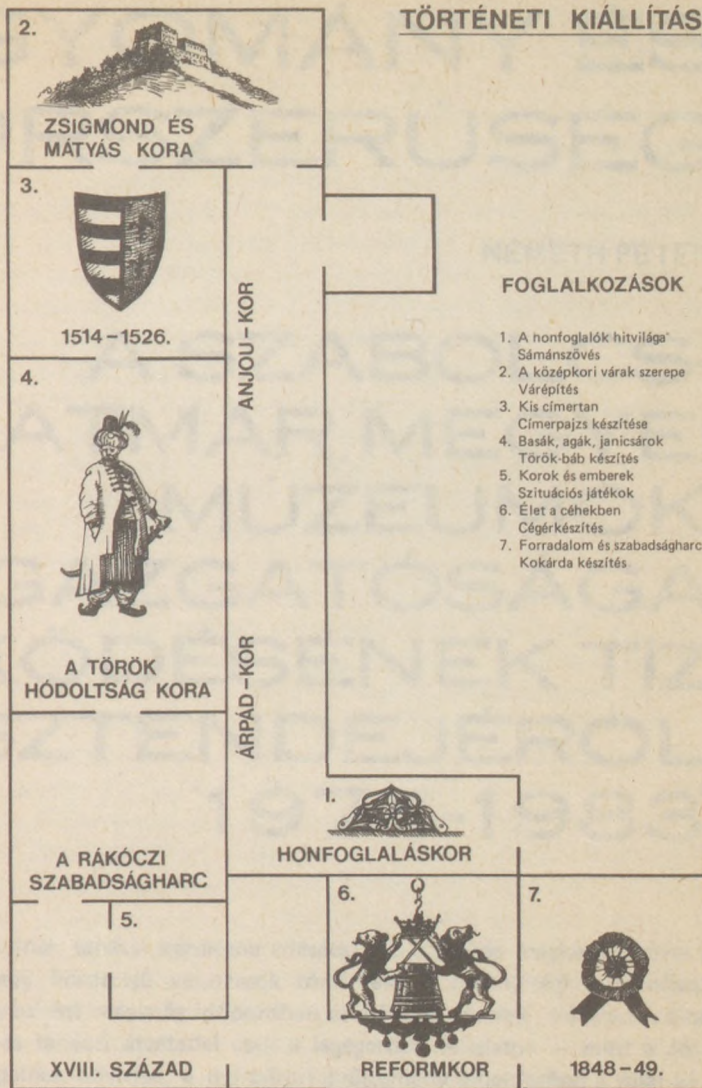 TÖRTÉNETI KIÁLLÍTÁS
2.
ZSIGMOND ÉS
MÁTYÁS KORA
3.
1514–1526.
4.
A TÖRÖK
HÓDOLTSÁG KORA
ANJOU–KOR
ÁRPÁD–KOR
A RÁKÓCZI
SZABADSÁGHARC
5.
XVIII. SZÁZAD
1.
HONFOGLALÁSKOR
6.
REFORMKOR
7.
1848–49.
FOGLALKOZÁSOK
1. A honfoglalók hitvilága
Sámánszövés
2. A középkori várak szerepe
Várépítés
3. Kis címertan
Címerpajzs készítése
4. Basák, agák, janicsárok
Török-báb készítés
5. Korok és emberek
Szituációs játékok
6. Élet a céhekben
Cégérkészítés
7. Forradalom és szabadságharc
Kokárda készítés